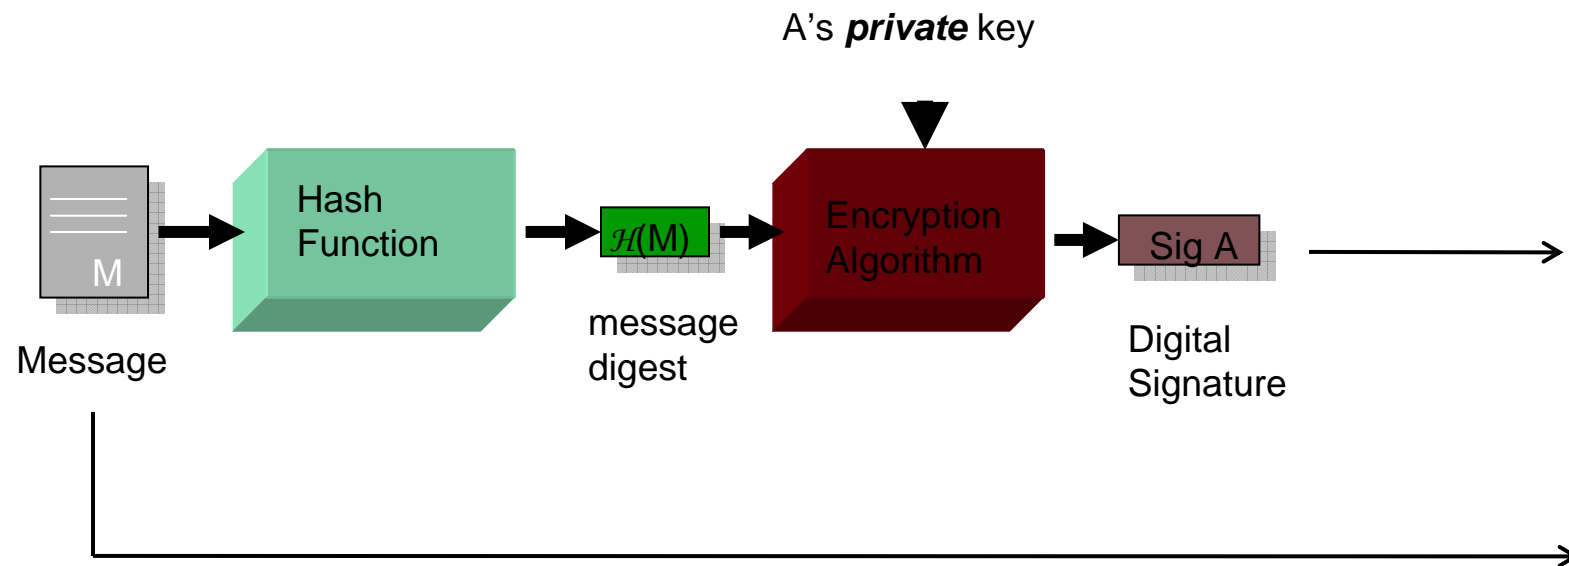 A's private key
Hash
Function
Encryption
Algorithm
M
ℋ(M)
Sig A
Message
message
digest
Digital
Signature